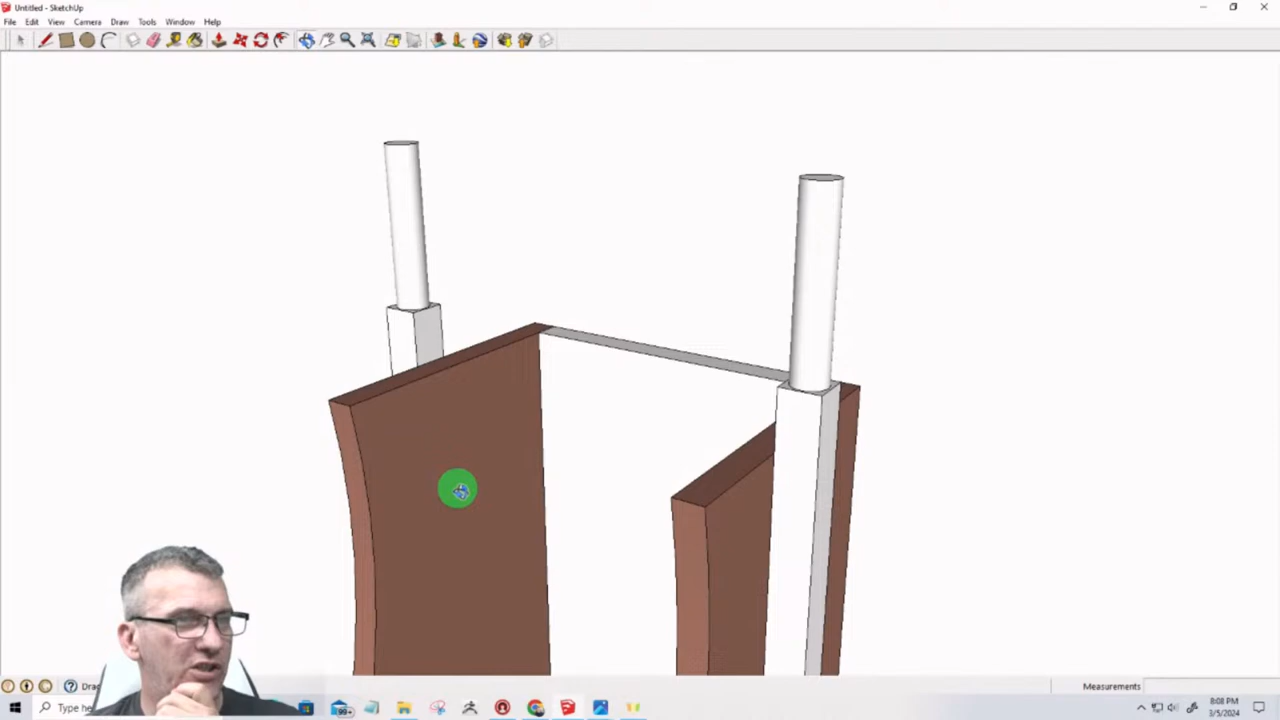 Untitled - SketchUp
File Edit View Camera Draw Tools Window Help
Measurements
Type he
99+
8:08 PM
3/5/2024